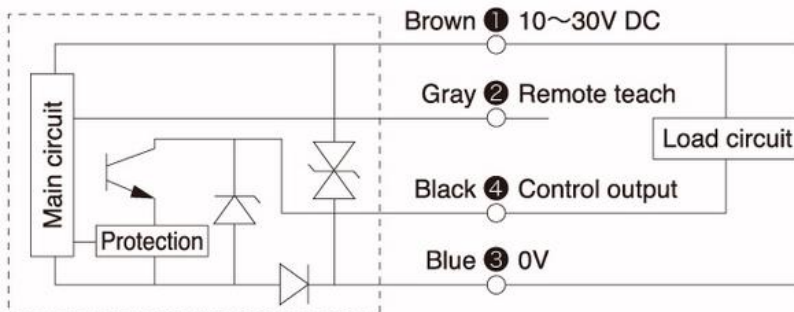 Brown ❶ 10～30V DC
Gray ❷ Remote teach
Main circuit
Load circuit
Black ❹ Control output
Protection
Blue ❸ 0V